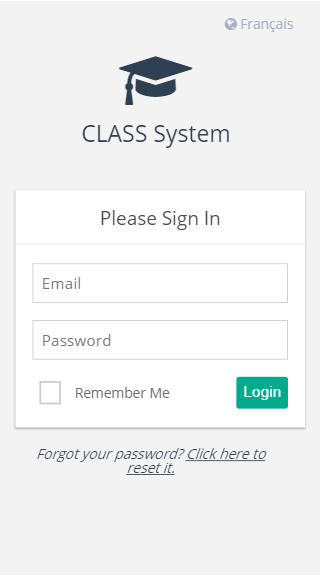 Français
CLASS System
Please Sign In
Email
Password
Remember Me
Login
Forgot your password? Click here to
reset it.